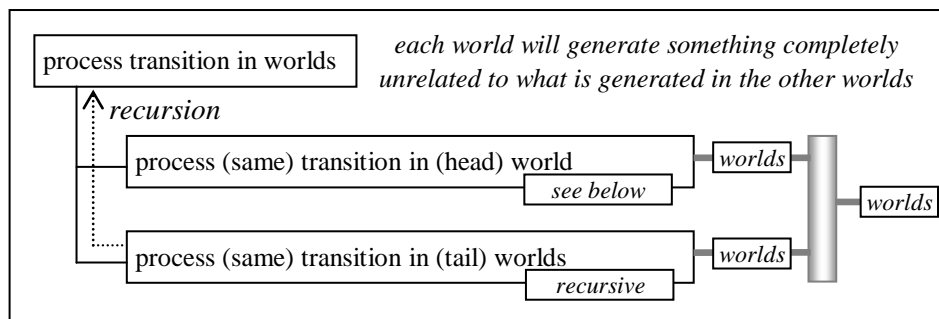 process transition in worlds
each world will generate something completely
unrelated to what is generated in the other worlds
recursion
process (same) transition in (head) world
worlds
see below
worlds
process (same) transition in (tail) worlds
worlds
recursive